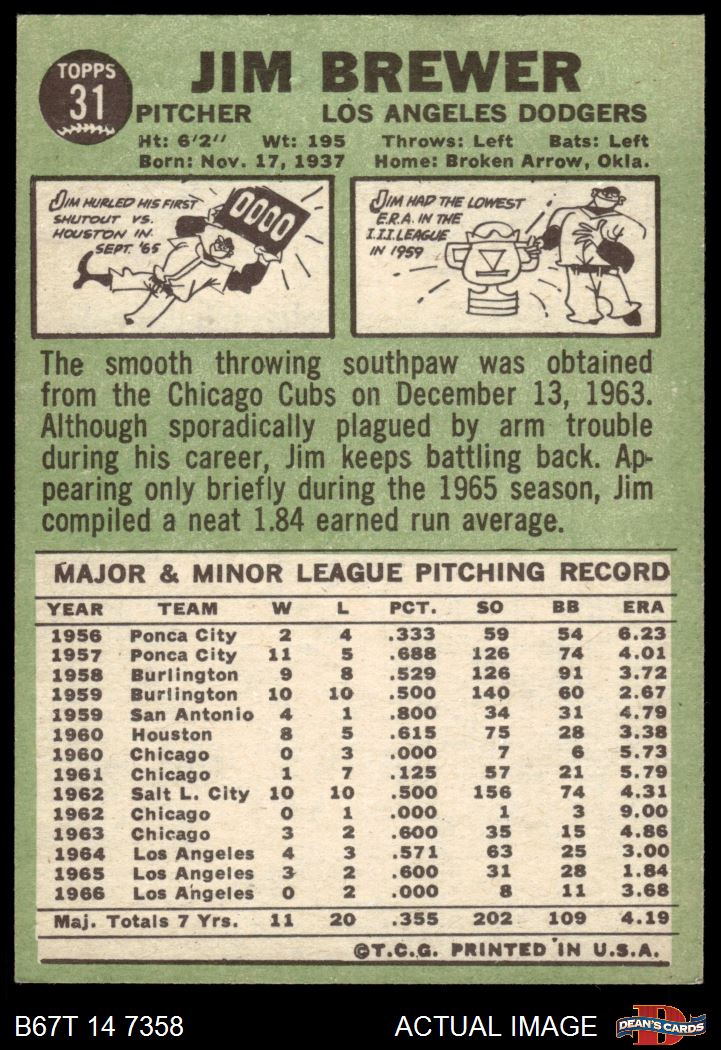 TOPPS
31
JIM BREWER
PITCHER LOS ANGELES DODGERS
Ht: 6'2" Wt: 195 Throws: Left Bats: Left
Born: Nov. 17, 1937 Home: Broken Arrow, Okla.
JIM HURLED HIS FIRST
SHUTOUT VS.
HOUSTON IN
SEPT. '65
0000
JIM HAD THE LOWEST
E.R.A. IN THE
I.I.I. LEAGUE
IN 1959
The smooth throwing southpaw was obtained
from the Chicago Cubs on December 13, 1963.
Although sporadically plagued by arm trouble
during his career, Jim keeps battling back. Ap-
pearing only briefly during the 1965 season, Jim
compiled a neat 1.84 earned run average.
MAJOR & MINOR LEAGUE PITCHING RECORD
YEAR TEAM W L PCT. SO BB ERA
1956 Ponca City 2 4 .333 59 54 6.23
1957 Ponca City 11 5 .688 126 74 4.01
1958 Burlington 9 8 .529 126 91 3.72
1959 Burlington 10 10 .500 140 60 2.67
1959 San Antonio 4 1 .800 34 31 4.79
1960 Houston 8 5 .615 75 28 3.38
1960 Chicago 0 3 .000 7 6 5.73
1961 Chicago 1 7 .125 57 21 5.79
1962 Salt L. City 10 10 .500 156 74 4.31
1962 Chicago 0 1 .000 1 3 9.00
1963 Chicago 3 2 .600 35 15 4.86
1964 Los Angeles 4 3 .571 63 25 3.00
1965 Los Angeles 3 2 .600 31 28 1.84
1966 Los Angeles 0 2 .000 8 11 3.68
Maj. Totals 7 Yrs. 11 20 .355 202 109 4.19
©T.C.G. PRINTED IN U.S.A.
B67T 14 7358 ACTUAL IMAGE DEAN'S CARDS